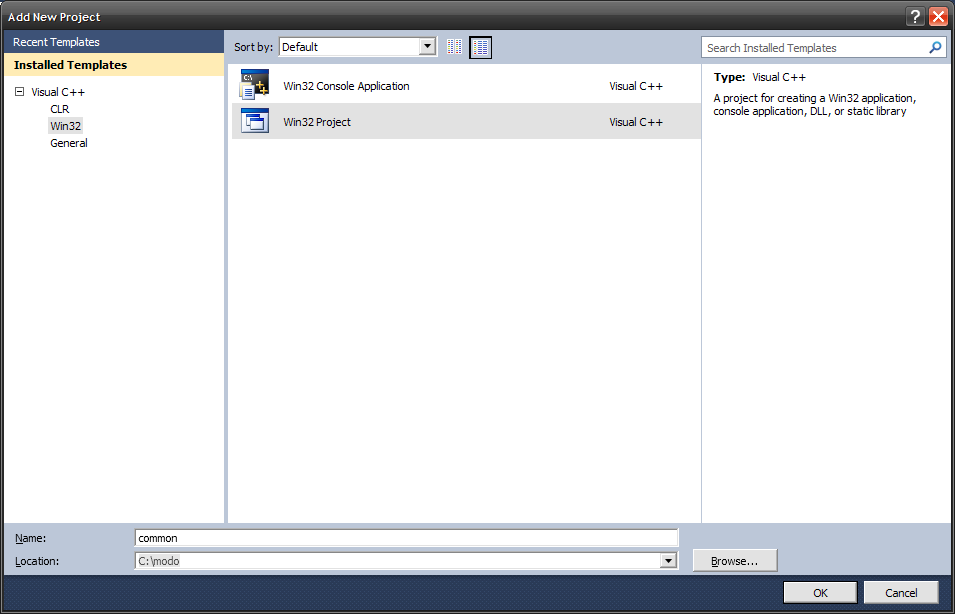 Add New Project
Recent Templates
Installed Templates
Visual C++
CLR
Win32
General
Sort by: Default
Win32 Console Application Visual C++
Win32 Project Visual C++
Search Installed Templates
Type: Visual C++
A project for creating a Win32 application,
console application, DLL, or static library
Name: common
Location: C:\modo
Browse...
OK Cancel